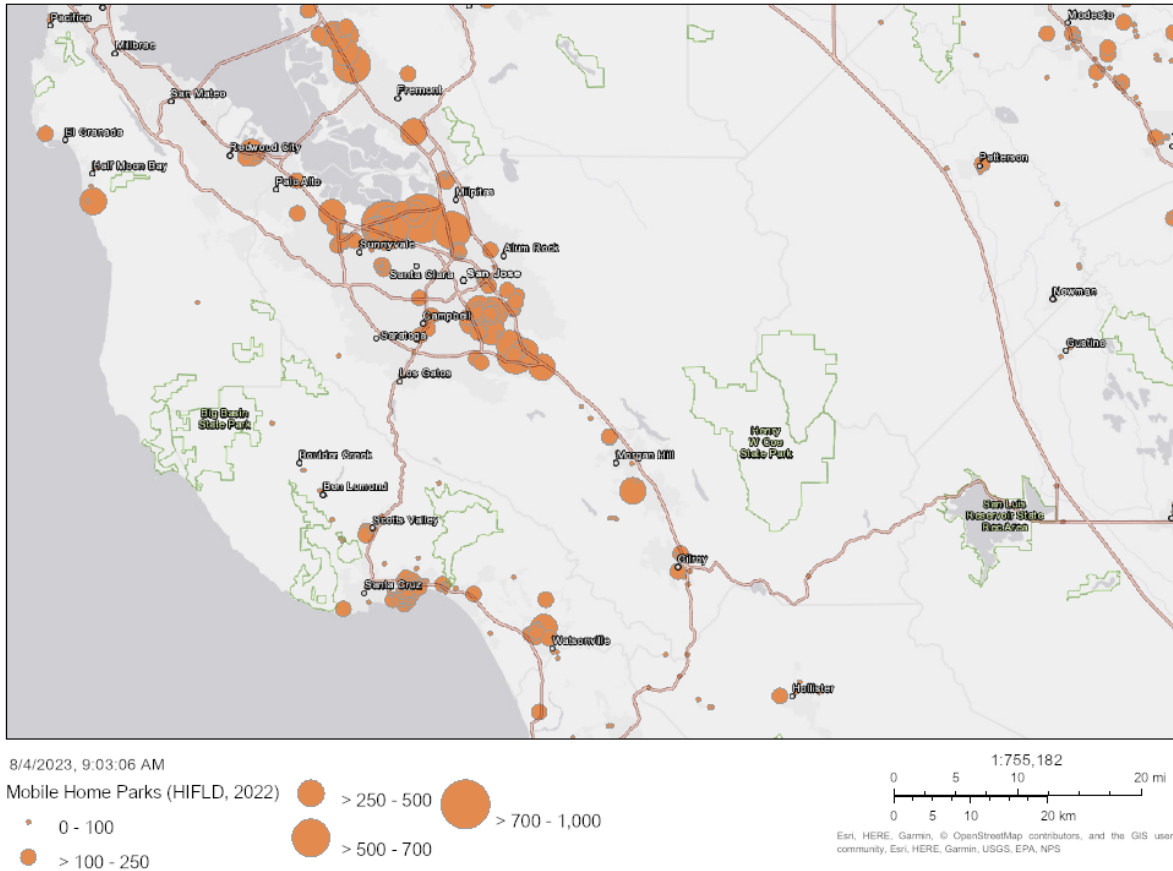 Pacifica
Millbrae
San Mateo
Fremont
Modesto
El Granada
Redwood City
Half Moon Bay
Palo Alto
Milpitas
Patterson
Sunnyvale
Alum Rock
Santa Clara
San Jose
Newman
Campbell
Saratoga
Gustine
Los Gatos
Big Basin
State Park
Henry
W Coe
State Park
Boulder Creek
Morgan Hill
Ben Lomond
San Luis
Reservoir State
Rec Area
Scotts Valley
Gilroy
Santa Cruz
Watsonville
Hollister
8/4/2023, 9:03:06 AM
Mobile Home Parks (HIFLD, 2022)
0 - 100
> 100 - 250
> 250 - 500
> 500 - 700
> 700 - 1,000
1:755,182
0 5 10 20 mi
0 5 10 20 km
Esri, HERE, Garmin, © OpenStreetMap contributors, and the GIS user
community, Esri, HERE, Garmin, USGS, EPA, NPS